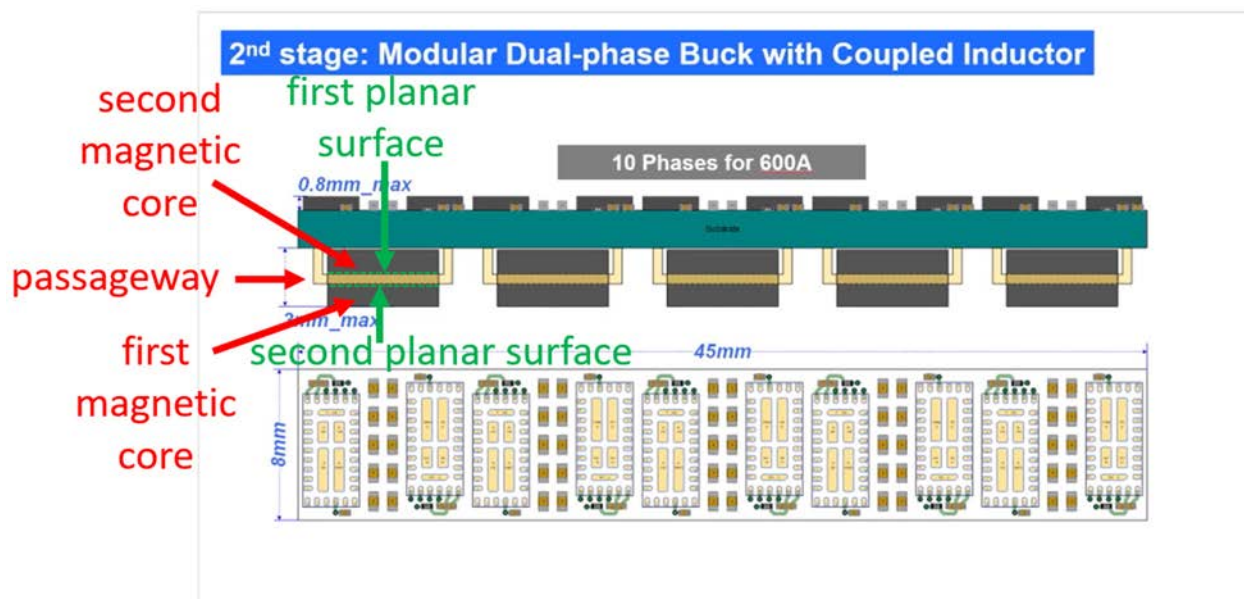 2nd stage: Modular Dual-phase Buck with Coupled Inductor
second magnetic core
first planar surface
10 Phases for 600A
0.8mm_max
passageway
2mm_max
first magnetic core
second planar surface
45mm
8mm